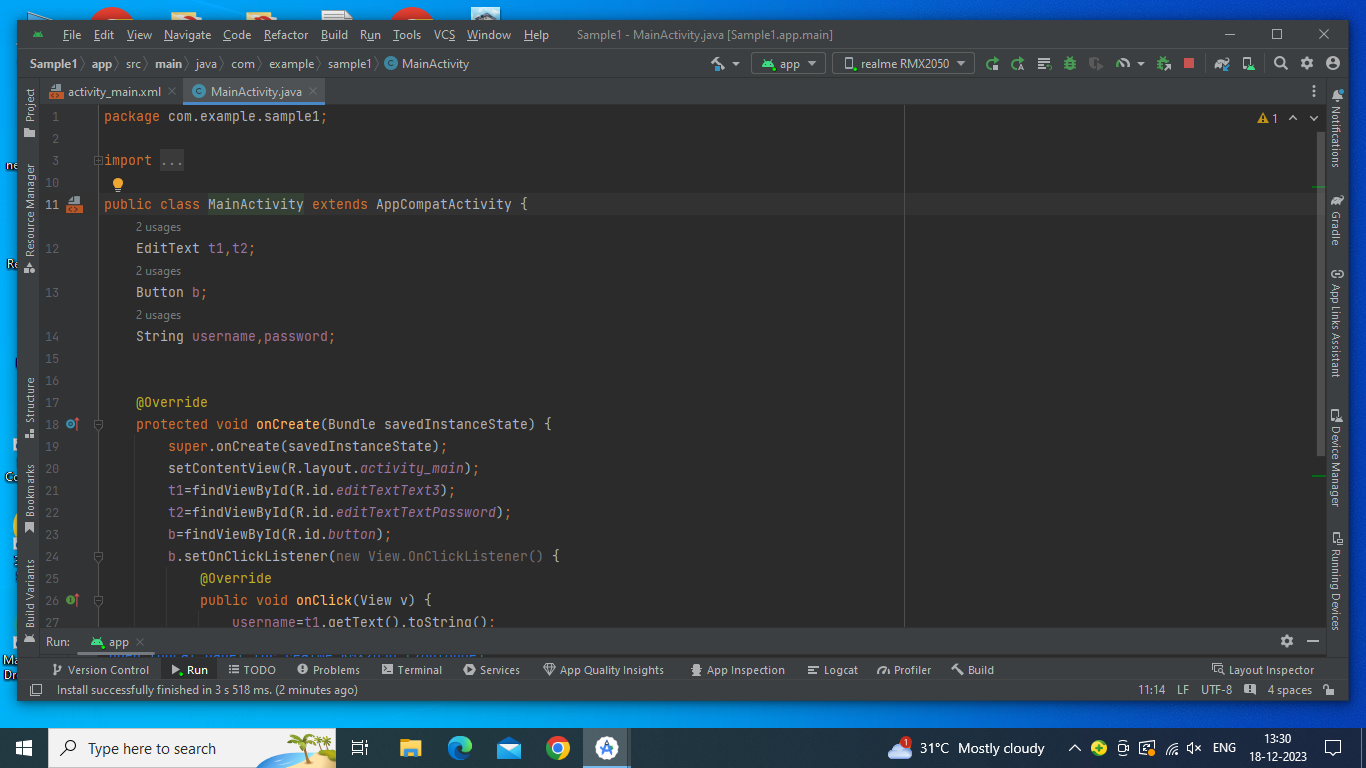 File Edit View Navigate Code Refactor Build Run Tools VCS Window Help Sample1 - MainActivity.java [Sample1.app.main]
Sample1 app src main java com example sample1 MainActivity app realme RMX2050
activity_main.xml MainActivity.java
Project
Resource Manager
Structure
Bookmarks
Build Variants
1 package com.example.sample1;
2
3 import ...
10
11 public class MainActivity extends AppCompatActivity {
2 usages
12 EditText t1,t2;
2 usages
13 Button b;
2 usages
14 String username,password;
15
16
17 @Override
18 protected void onCreate(Bundle savedInstanceState) {
19 super.onCreate(savedInstanceState);
20 setContentView(R.layout.activity_main);
21 t1=findViewById(R.id.editTextText3);
22 t2=findViewById(R.id.editTextTextPassword);
23 b=findViewById(R.id.button);
24 b.setOnClickListener(new View.OnClickListener() {
25 @Override
26 public void onClick(View v) {
27 username=t1.getText().toString();
1
Notifications
Gradle
App Links Assistant
Device Manager
Running Devices
Run: app
Version Control Run TODO Problems Terminal Services App Quality Insights App Inspection Logcat Profiler Build Layout Inspector
Install successfully finished in 3 s 518 ms. (2 minutes ago) 11:14 LF UTF-8 4 spaces
Type here to search 1 31°C Mostly cloudy ENG 13:30
18-12-2023